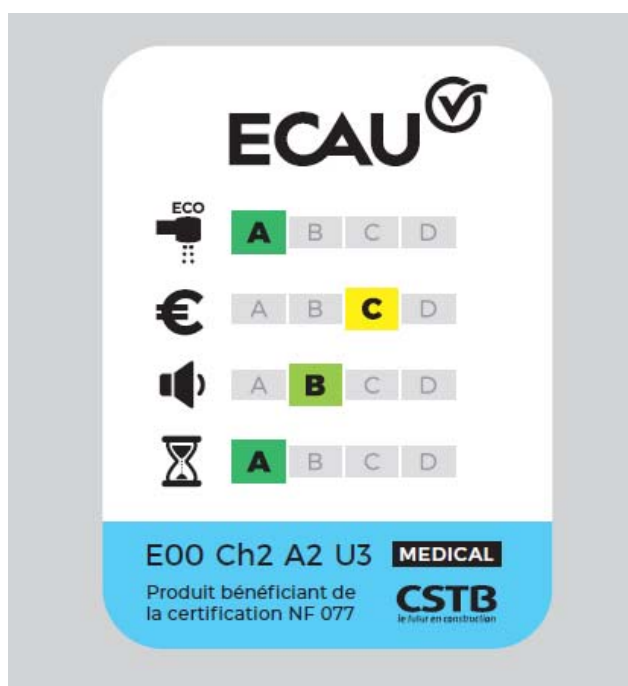 ECAU
ECO
A B C D
€ A B C D
A B C D
A B C D
E00 Ch2 A2 U3 MEDICAL
Produit bénéficiant de
la certification NF 077
CSTB
le futur en construction